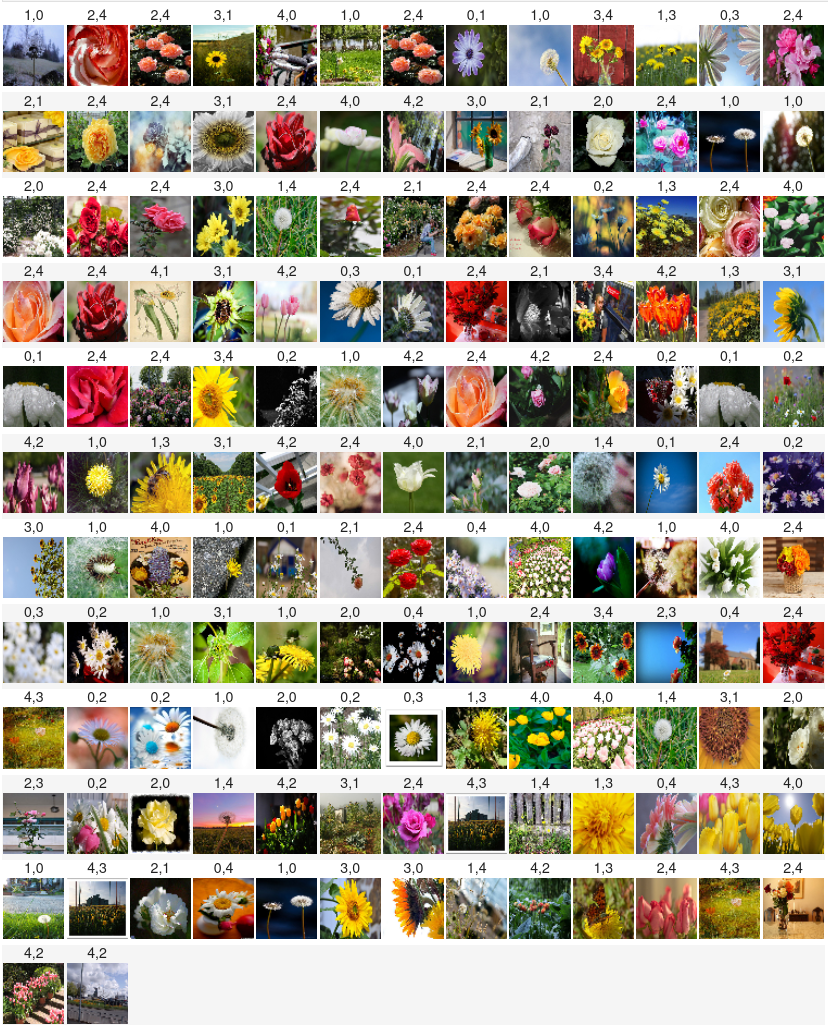 1,0 2,4 2,4 3,1 4,0 1,0 2,4 0,1 1,0 3,4 1,3 0,3 2,4
2,1 2,4 2,4 3,1 2,4 4,0 4,2 3,0 2,1 2,0 2,4 1,0 1,0
2,0 2,4 2,4 3,0 1,4 2,4 2,1 2,4 2,4 0,2 1,3 2,4 4,0
2,4 2,4 4,1 3,1 4,2 0,3 0,1 2,4 2,1 3,4 4,2 1,3 3,1
0,1 2,4 2,4 3,4 0,2 1,0 4,2 2,4 4,2 2,4 0,2 0,1 0,2
4,2 1,0 1,3 3,1 4,2 2,4 4,0 2,1 2,0 1,4 0,1 2,4 0,2
3,0 1,0 4,0 1,0 0,1 2,1 2,4 0,4 4,0 4,2 1,0 4,0 2,4
0,3 0,2 1,0 3,1 1,0 2,1 0,4 1,0 2,4 3,4 2,3 0,4 2,4
4,3 0,2 0,2 1,0 2,0 0,2 0,3 1,3 4,0 4,0 1,4 3,1 2,0
2,3 0,2 2,0 1,4 4,2 3,1 2,4 4,3 1,4 1,3 0,4 4,3 4,0
1,0 4,3 2,1 0,4 1,0 3,0 3,0 1,4 4,2 1,3 2,4 4,3 2,4
4,2 4,2